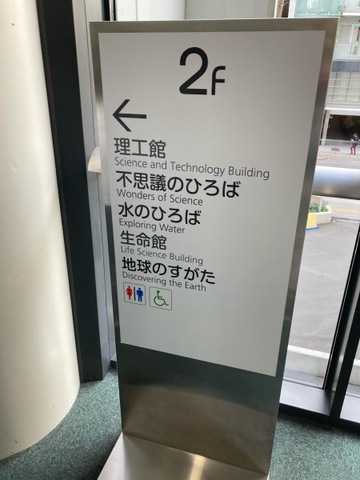 2F
←
理工館
Science and Technology Building
不思議のひろば
Wonders of Science
水のひろば
Exploring Water
生命館
Life Science Building
地球のすがた
Discovering the Earth